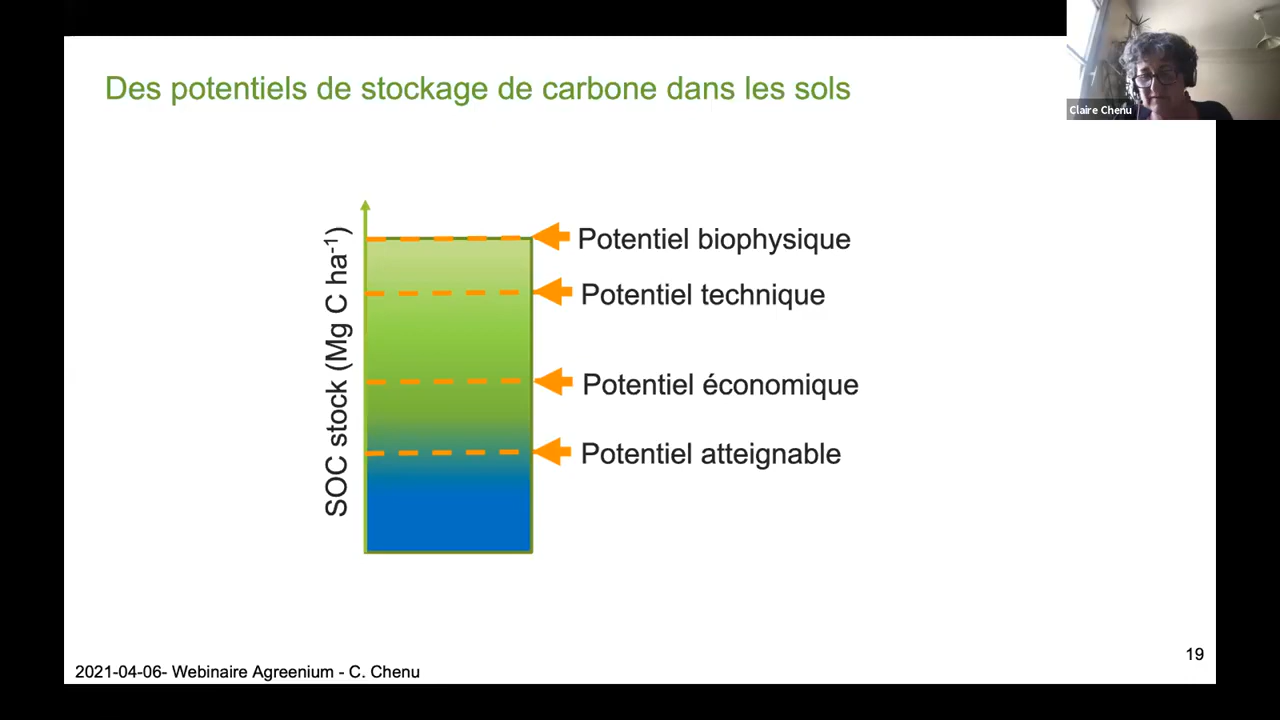 Des potentiels de stockage de carbone dans les sols
Claire Chenu
SOC stock (Mg C ha-1)
Potentiel biophysique
Potentiel technique
Potentiel économique
Potentiel atteignable
19
2021-04-06- Webinaire Agreenium - C. Chenu